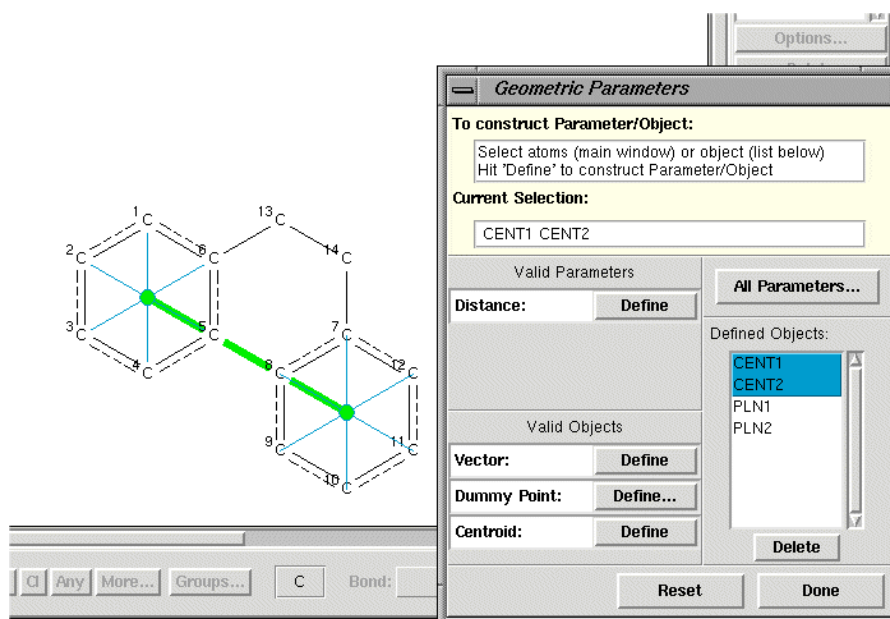 Options...
Geometric Parameters
To construct Parameter/Object:
Select atoms (main window) or object (list below)
Hit 'Define' to construct Parameter/Object
Current Selection:
CENT1 CENT2
Valid Parameters
Distance: Define
All Parameters...
Defined Objects:
CENT1
CENT2
PLN1
PLN2
Valid Objects
Vector: Define
Dummy Point: Define...
Centroid: Define
Delete
Reset Done
1 C
13 C
2 C
6 C
14 C
3 C
5 C
7 C
4 C
8 C
12 C
9 C
11 C
10 C
Cl Any More... Groups... C Bond: